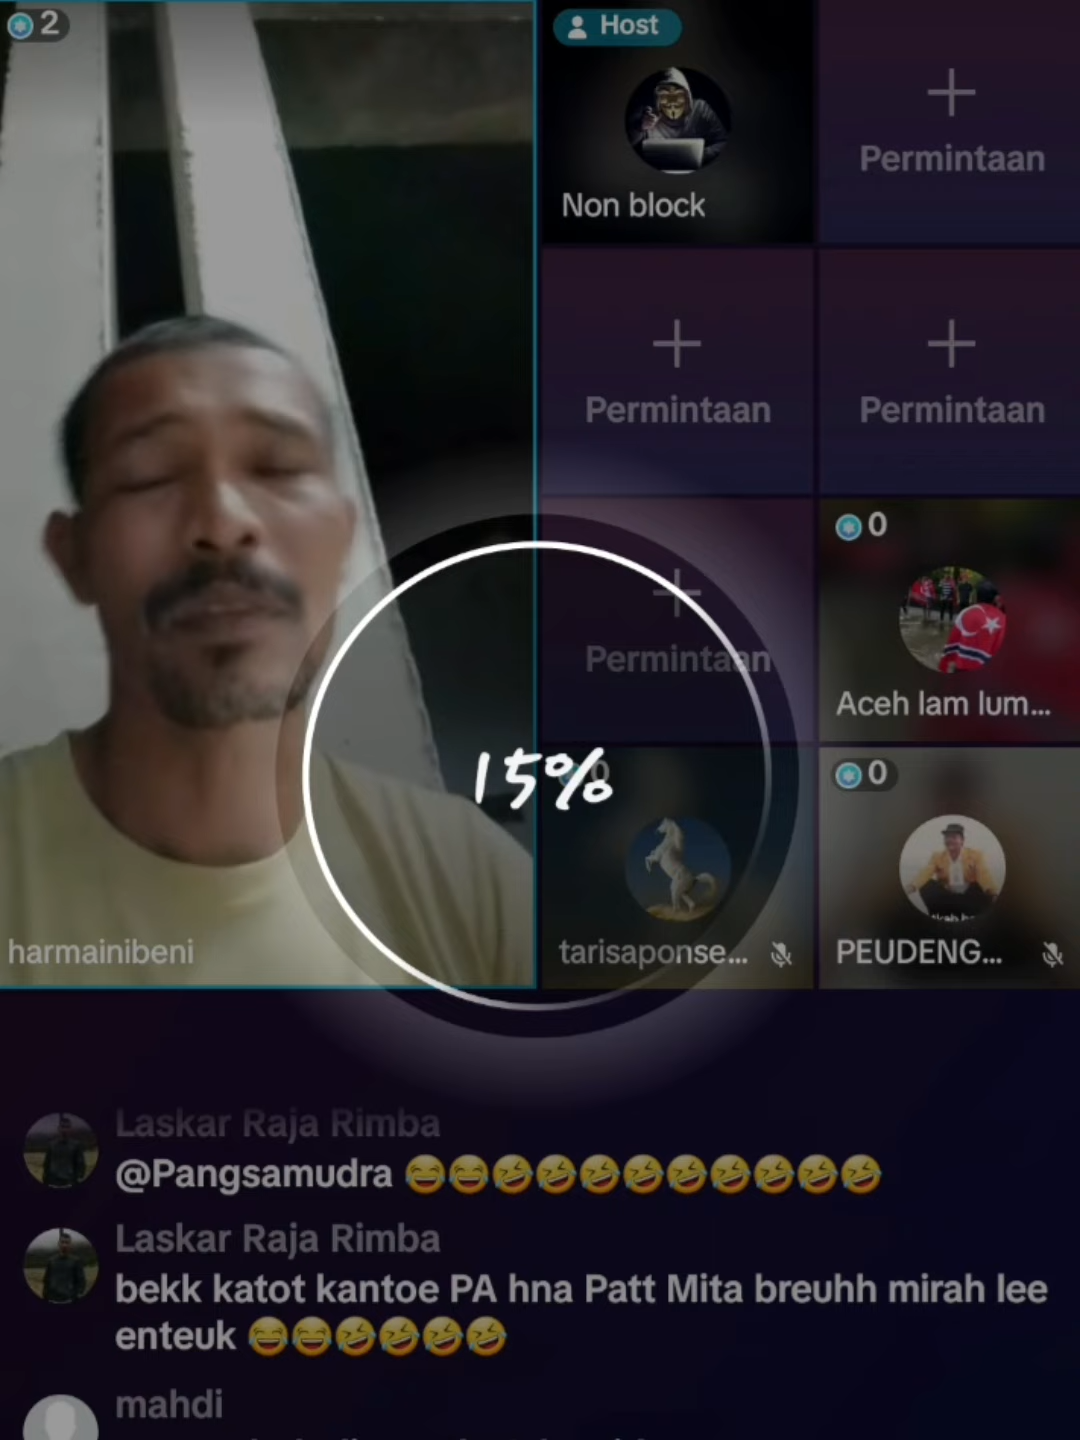 2
Host
Non block
Permintaan
Permintaan
Permintaan
Permintaan
0
Aceh lam lum...
15%
0
0
harmainibeni
tarisaponse...
PEUDENG...
Laskar Raja Rimba
@Pangsamudra 😂😂🤣🤣🤣🤣🤣🤣🤣🤣🤣
Laskar Raja Rimba
bekk katot kantoe PA hna Patt Mita breuhh mirah lee
enteuk 😂😂🤣🤣🤣🤣
mahdi